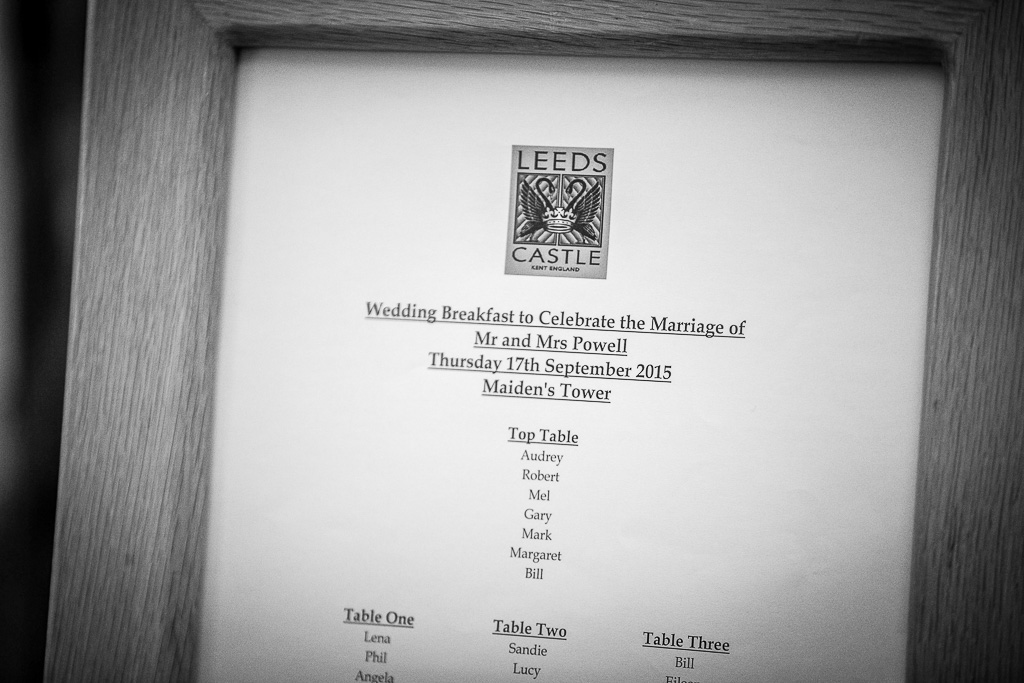 LEEDS
CASTLE
KENT ENGLAND
Wedding Breakfast to Celebrate the Marriage of
Mr and Mrs Powell
Thursday 17th September 2015
Maiden's Tower
Top Table
Audrey
Robert
Mel
Gary
Mark
Margaret
Bill
Table One
Lena
Phil
Angela
Table Two
Sandie
Lucy
Table Three
Bill